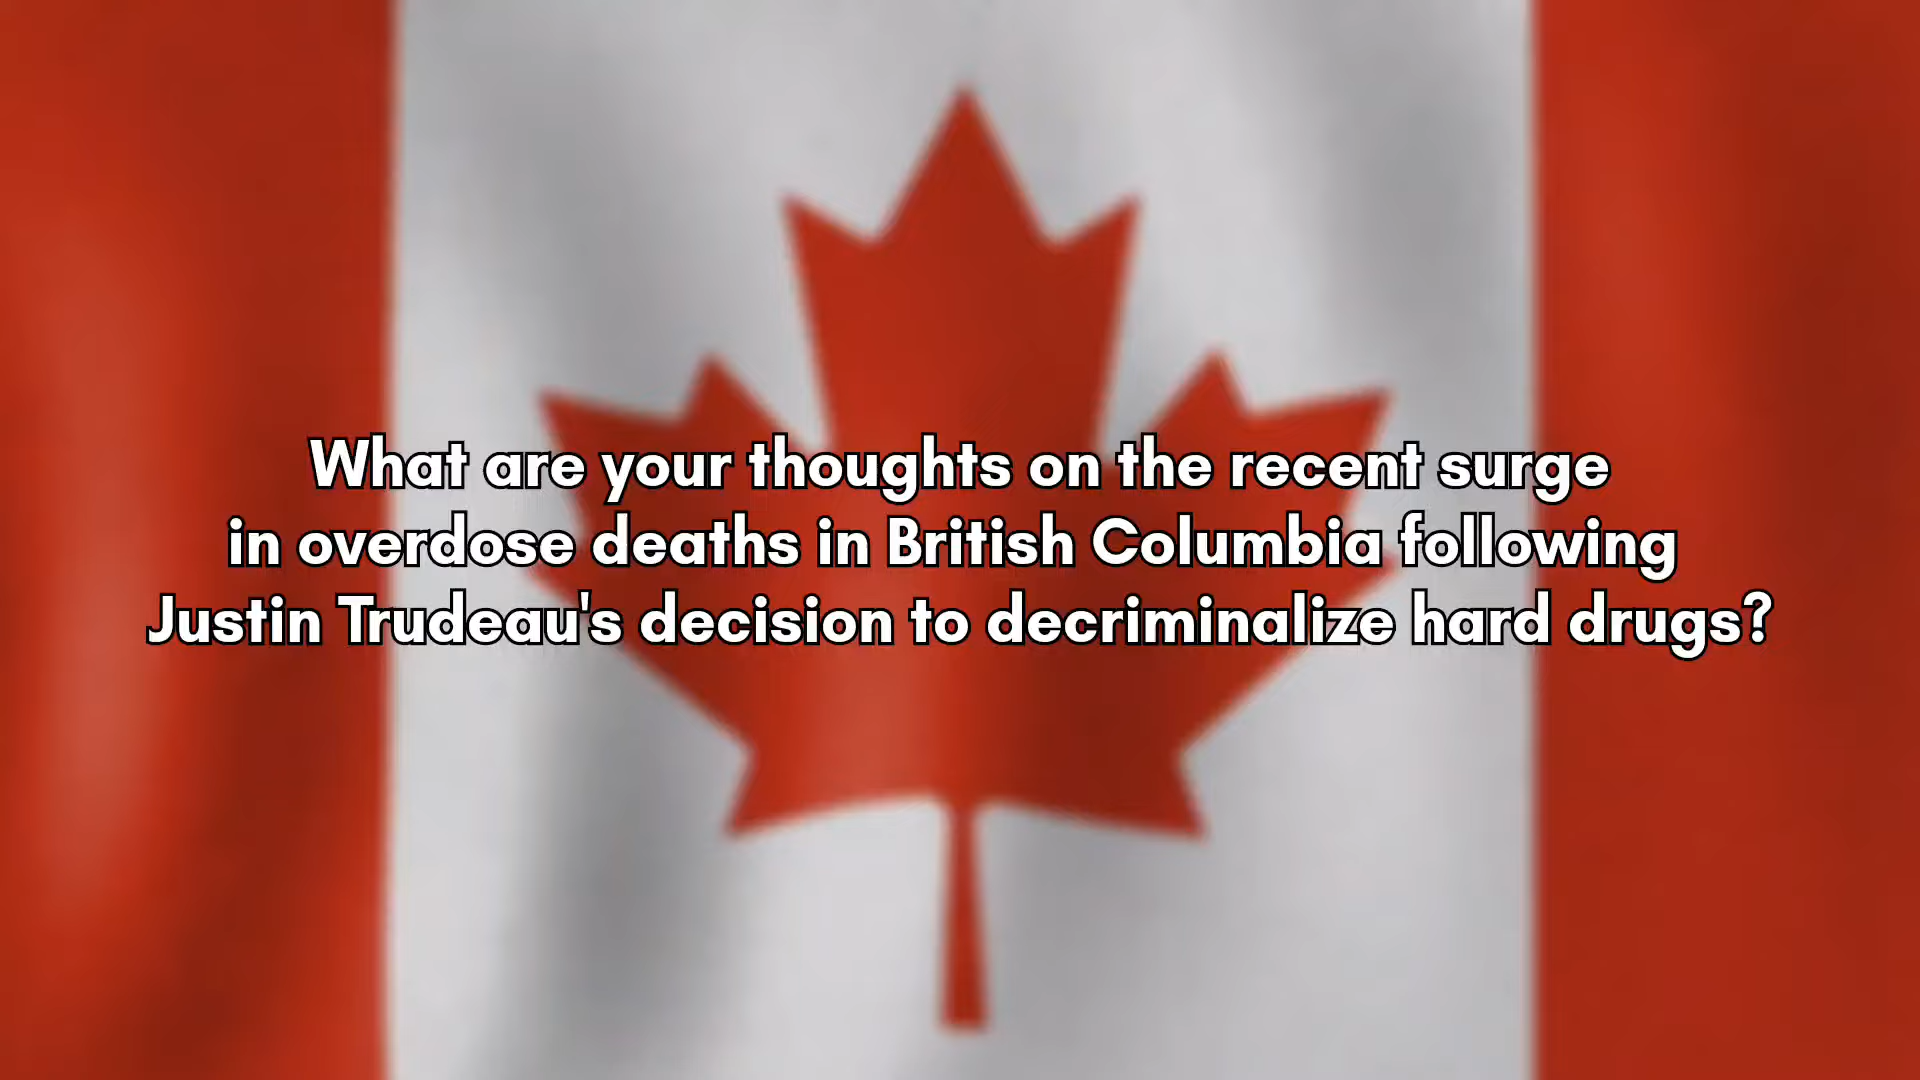 What are your thoughts on the recent surge
in overdose deaths in British Columbia following
Justin Trudeau's decision to decriminalize hard drugs?